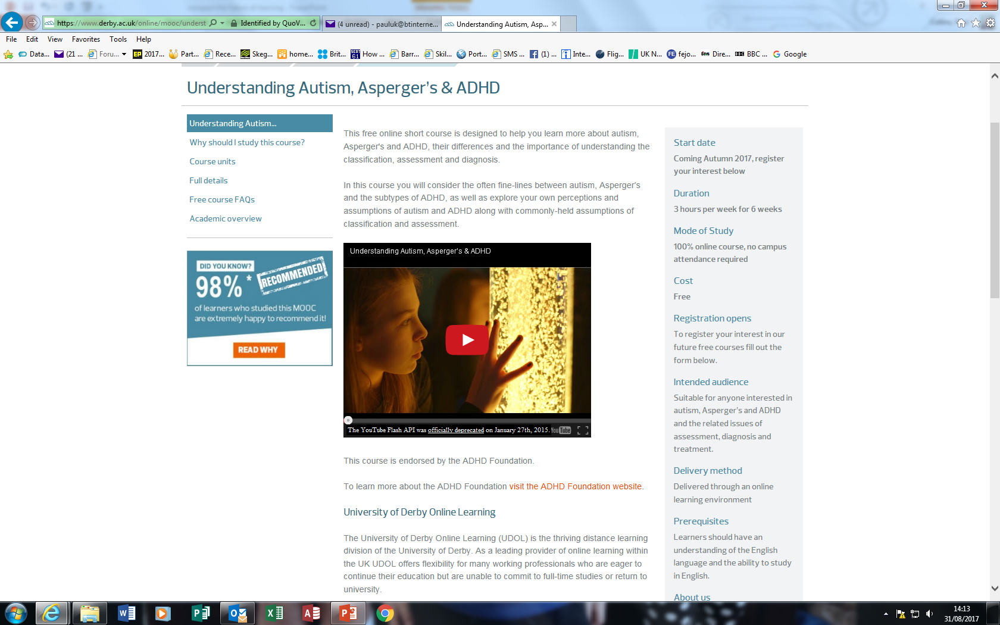 https://www.derby.ac.uk/online/mooc/underst
Identified by QuoV...
(4 unread) - pauluk@btinterne...
Understanding Autism, Asp...
File Edit View Favorites Tools Help
Data... (21 ... Foru... 2017... Part... Rece... Skeg... home... Brit... How ... Barr... Skil... Port... SMS ... (1) ... Inte... Flig... UK N... fejo... Dire... BBC ... Google
Understanding Autism, Asperger's & ADHD
Understanding Autism...
Why should I study this course?
Course units
Full details
Free course FAQs
Academic overview
DID YOU KNOW?
98% *
RECOMMENDED
of learners who studied this MOOC
are extremely happy to recommend it!
READ WHY
This free online short course is designed to help you learn more about autism,
Asperger's and ADHD, their differences and the importance of understanding the
classification, assessment and diagnosis.
In this course you will consider the often fine-lines between autism, Asperger's
and the subtypes of ADHD, as well as explore your own perceptions and
assumptions of autism and ADHD along with commonly-held assumptions of
classification and assessment.
Understanding Autism, Asperger's & ADHD
The YouTube Flash API was officially deprecated on January 27th, 2015.
YouTube
This course is endorsed by the ADHD Foundation.
To learn more about the ADHD Foundation visit the ADHD Foundation website.
University of Derby Online Learning
The University of Derby Online Learning (UDOL) is the thriving distance learning
division of the University of Derby. As a leading provider of online learning within
the UK UDOL offers flexibility for many working professionals who are eager to
continue their education but are unable to commit to full-time studies or return to
university.
Start date
Coming Autumn 2017, register
your interest below
Duration
3 hours per week for 6 weeks
Mode of Study
100% online course, no campus
attendance required
Cost
Free
Registration opens
To register your interest in our
future free courses fill out the
form below.
Intended audience
Suitable for anyone interested in
autism, Asperger's and ADHD
and the related issues of
assessment, diagnosis and
treatment.
Delivery method
Delivered through an online
learning environment
Prerequisites
Learners should have an
understanding of the English
language and the ability to study
in English.
About us
14:13
31/08/2017